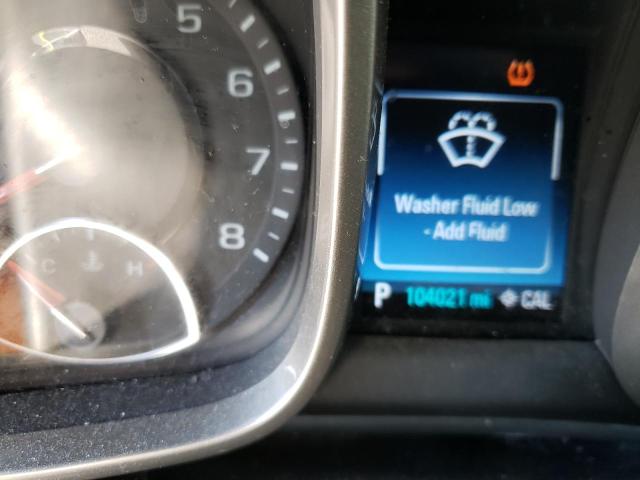 5
6
7
8
C H
Washer Fluid Low
- Add Fluid
P 104021 mi CAL